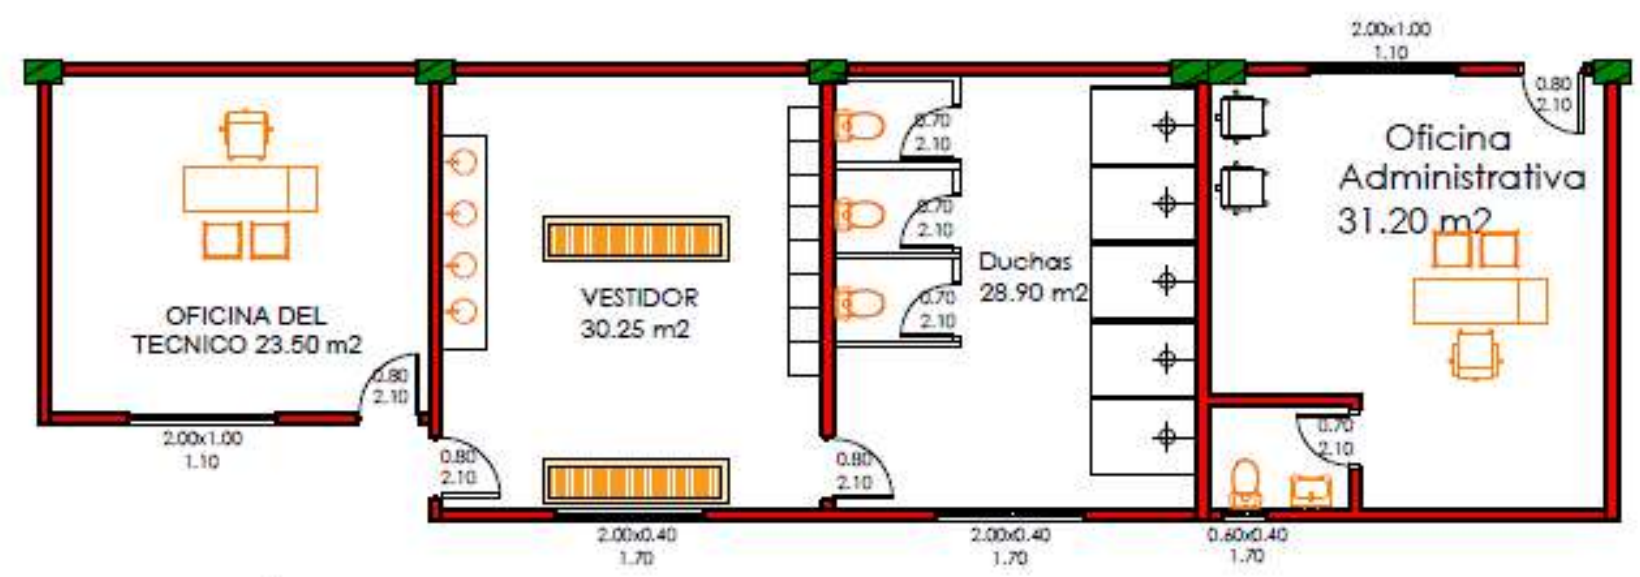 2.00x1.00
1.10
0.80
2.10
Oficina
Administrativa
31.20 m2
0.70
2.10
0.70
2.10
0.70
2.10
Duchas
28.90 m2
VESTIDOR
30.25 m2
OFICINA DEL
TECNICO 23.50 m2
0.80
2.10
2.00x1.00
1.10
0.80
2.10
0.80
2.10
0.70
2.10
2.00x0.40
1.70
2.00x0.40
1.70
0.60x0.40
1.70